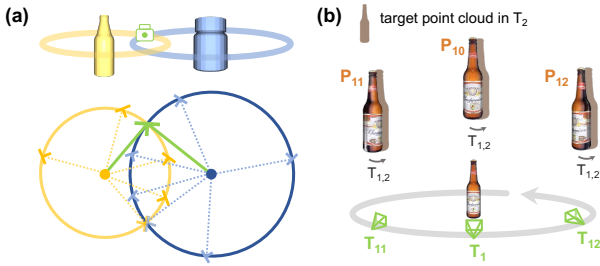 (a)
(b)
target point cloud in T2
P10
P11
P12
T1,2
T1,2
T1,2
T11
T1
T12